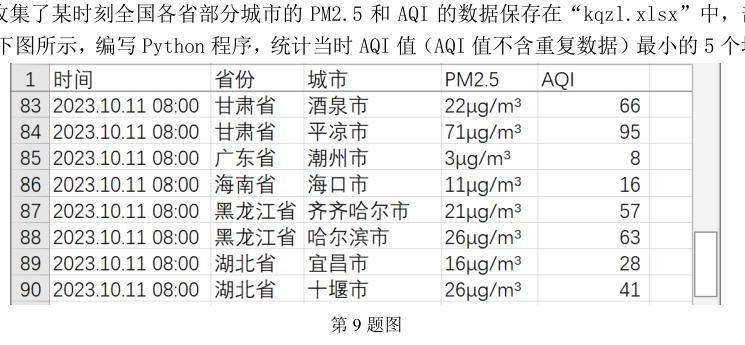 收集了某时刻全国各省部分城市的 PM2.5 和 AQI 的数据保存在“kqzl.xlsx”中,
下图所示,编写 Python 程序,统计当时 AQI 值（AQI 值不含重复数据）最小的 5 个
1 时间 省份 城市 PM2.5 AQI
83 2023.10.11 08:00 甘肃省 酒泉市 22μg/m³ 66
84 2023.10.11 08:00 甘肃省 平凉市 71μg/m³ 95
85 2023.10.11 08:00 广东省 潮州市 3μg/m³ 8
86 2023.10.11 08:00 海南省 海口市 11μg/m³ 16
87 2023.10.11 08:00 黑龙江省 齐齐哈尔市 21μg/m³ 57
88 2023.10.11 08:00 黑龙江省 哈尔滨市 26μg/m³ 63
89 2023.10.11 08:00 湖北省 宜昌市 16μg/m³ 28
90 2023.10.11 08:00 湖北省 十堰市 26μg/m³ 41
第 9 题图